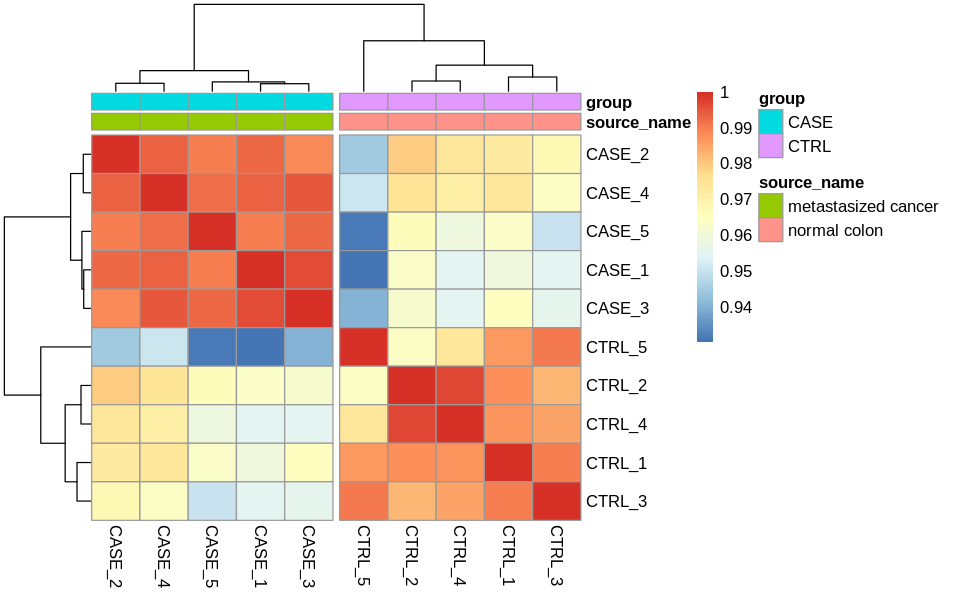 group
source_name
CASE_2
CASE_4
CASE_5
CASE_1
CASE_3
CTRL_5
CTRL_2
CTRL_4
CTRL_1
CTRL_3
CASE_2
CASE_4
CASE_5
CASE_1
CASE_3
CTRL_5
CTRL_2
CTRL_4
CTRL_1
CTRL_3
1
0.99
0.98
0.97
0.96
0.95
0.94
group
CASE
CTRL
source_name
metastasized cancer
normal colon